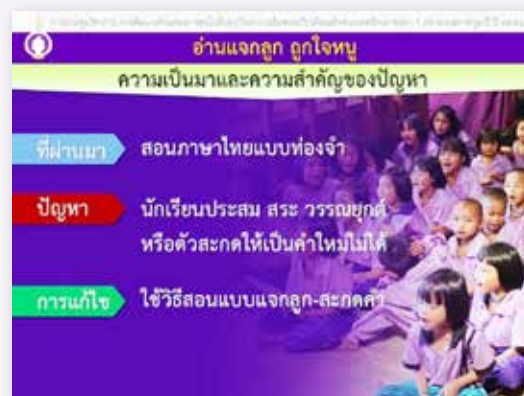 อ่านแจกลูก ถูกใจหนู
ความเป็นมาและความสำคัญของปัญหา
ที่ผ่านมา สอนภาษาไทยแบบท่องจำ
ปัญหา นักเรียนประสม สระ วรรณยุกต์
หรือตัวสะกดให้เป็นคำใหม่ไม่ได้
การแก้ไข ใช้วิธีสอนแบบแจกลูก-สะกดคำ